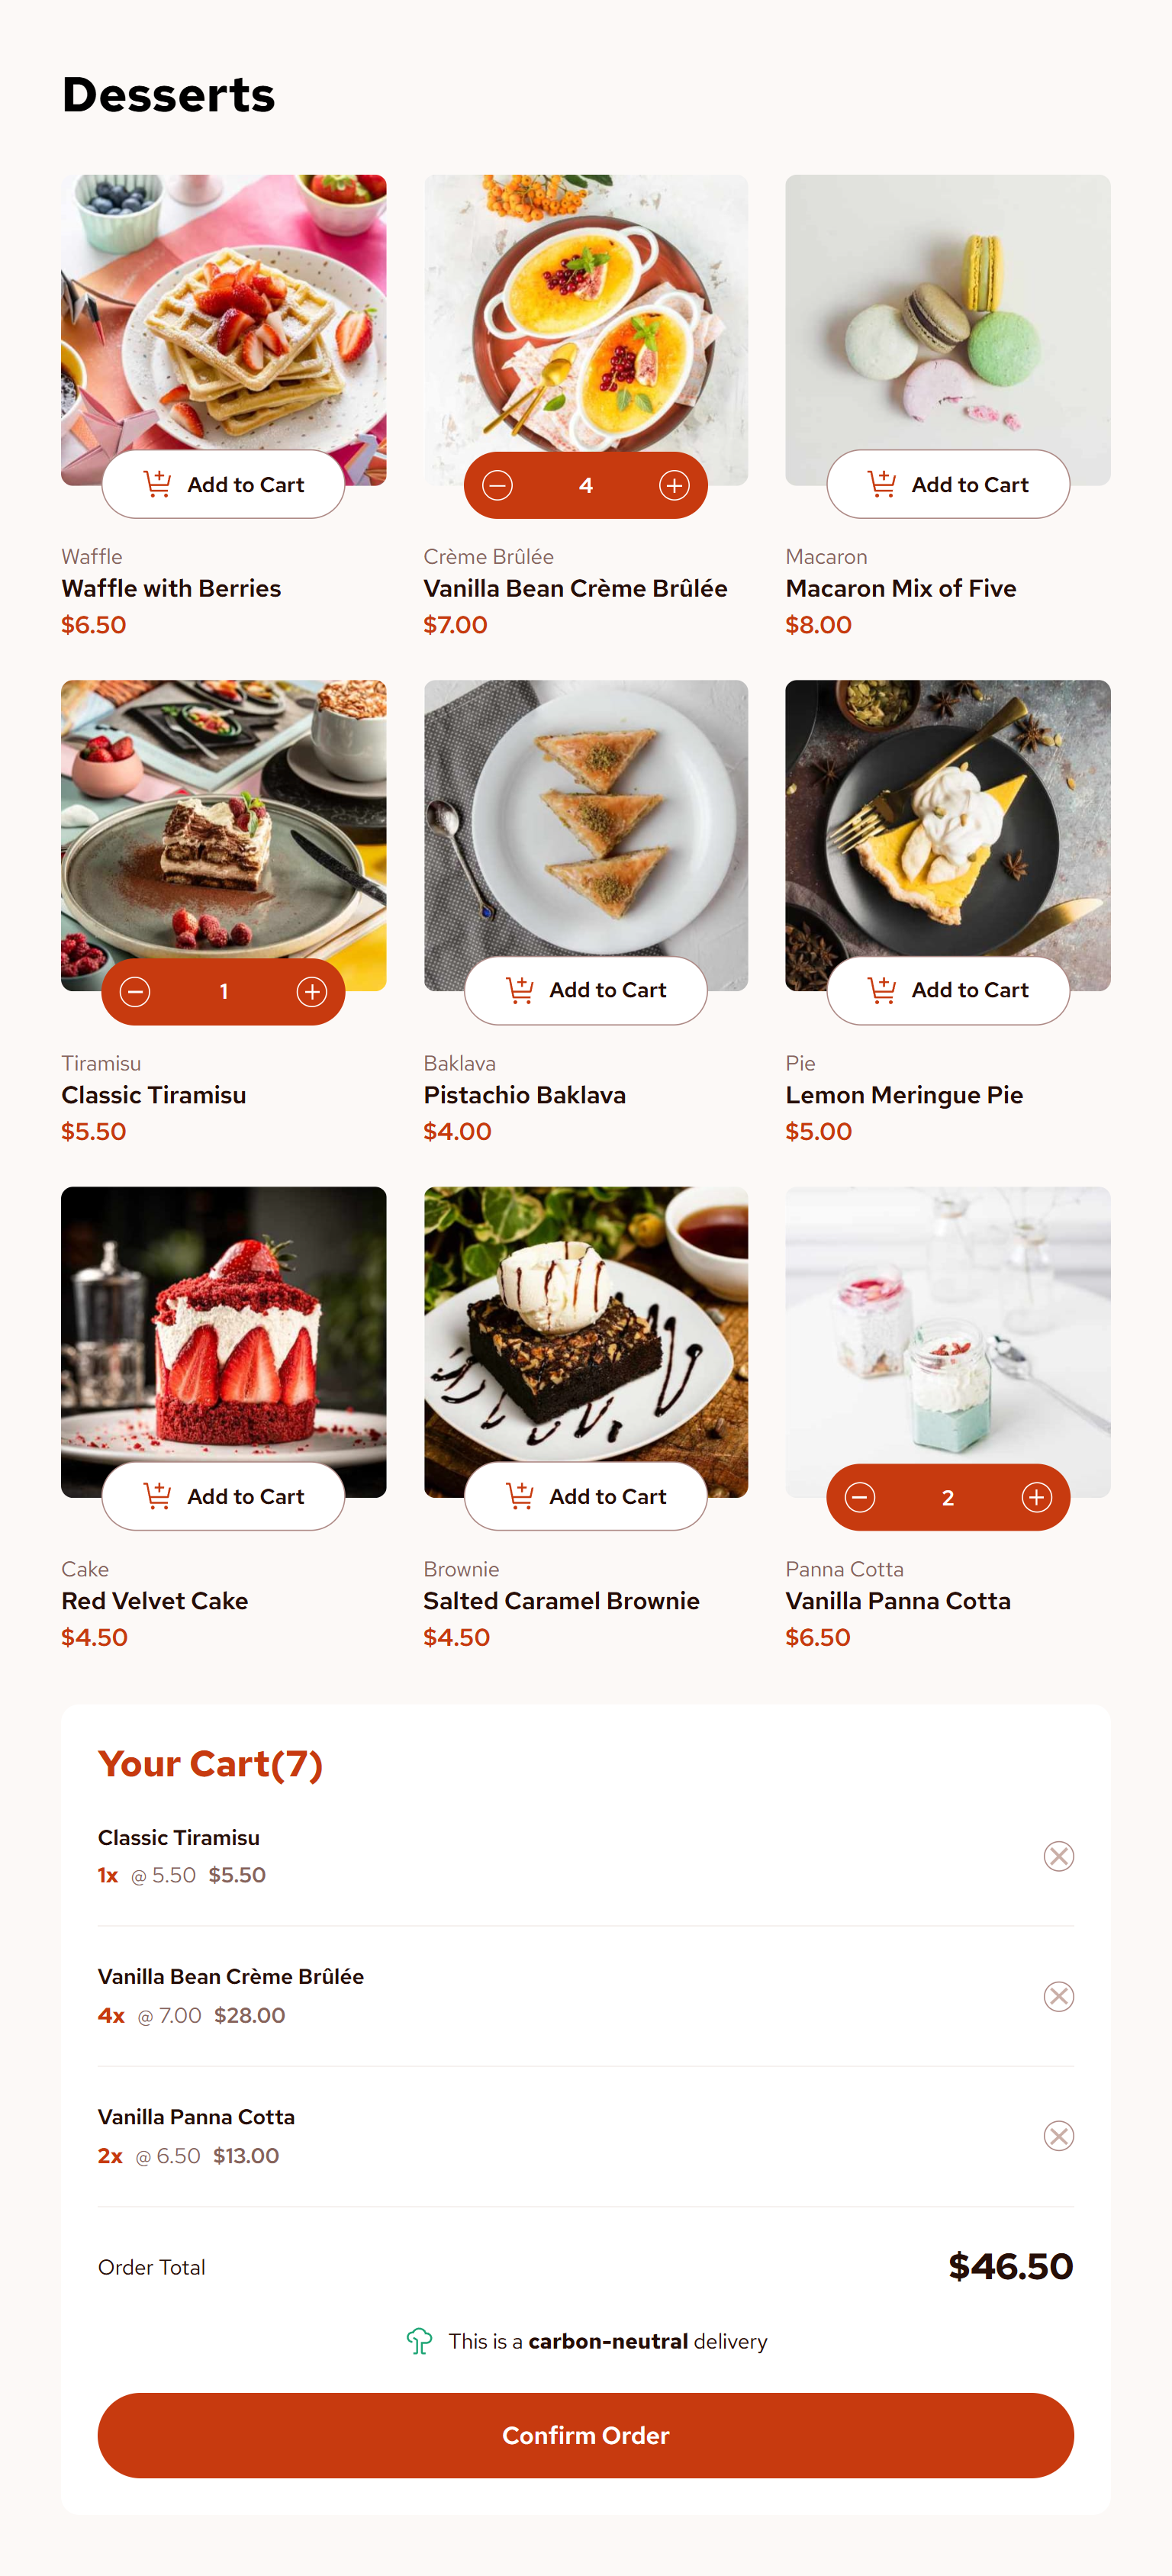 Desserts
Add to Cart
4
Add to Cart
Waffle
Waffle with Berries
$6.50
Crème Brûlée
Vanilla Bean Crème Brûlée
$7.00
Macaron
Macaron Mix of Five
$8.00
1
Add to Cart
Add to Cart
Tiramisu
Classic Tiramisu
$5.50
Baklava
Pistachio Baklava
$4.00
Pie
Lemon Meringue Pie
$5.00
Add to Cart
Add to Cart
2
Cake
Red Velvet Cake
$4.50
Brownie
Salted Caramel Brownie
$4.50
Panna Cotta
Vanilla Panna Cotta
$6.50
Your Cart(7)
Classic Tiramisu
1x @ 5.50 $5.50
Vanilla Bean Crème Brûlée
4x @ 7.00 $28.00
Vanilla Panna Cotta
2x @ 6.50 $13.00
Order Total $46.50
This is a carbon-neutral delivery
Confirm Order